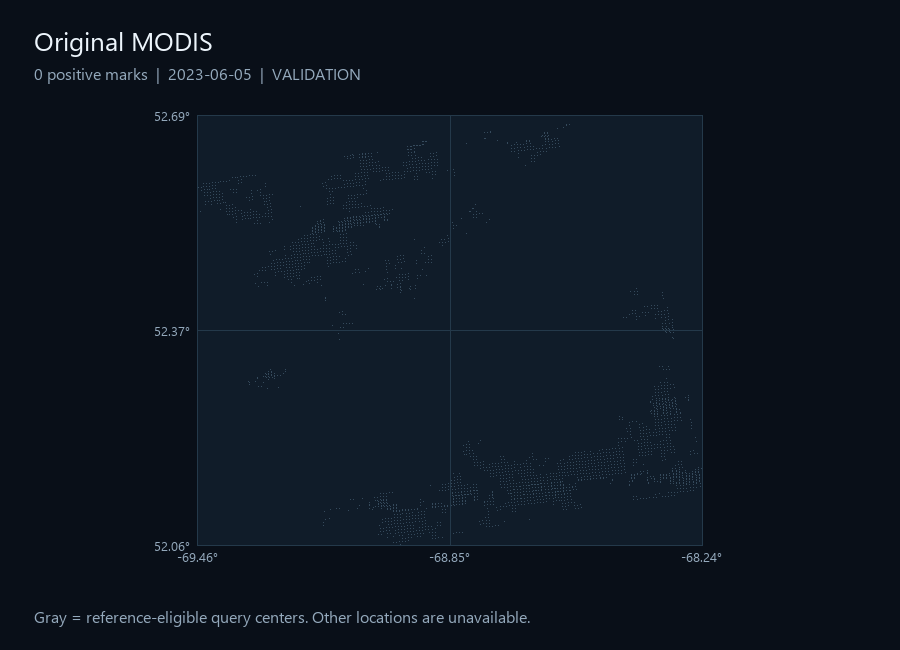 Original MODIS
0 positive marks | 2023-06-05 | VALIDATION
52.69°
52.37°
52.06°
-69.46°
-68.85°
-68.24°
Gray = reference-eligible query centers. Other locations are unavailable.